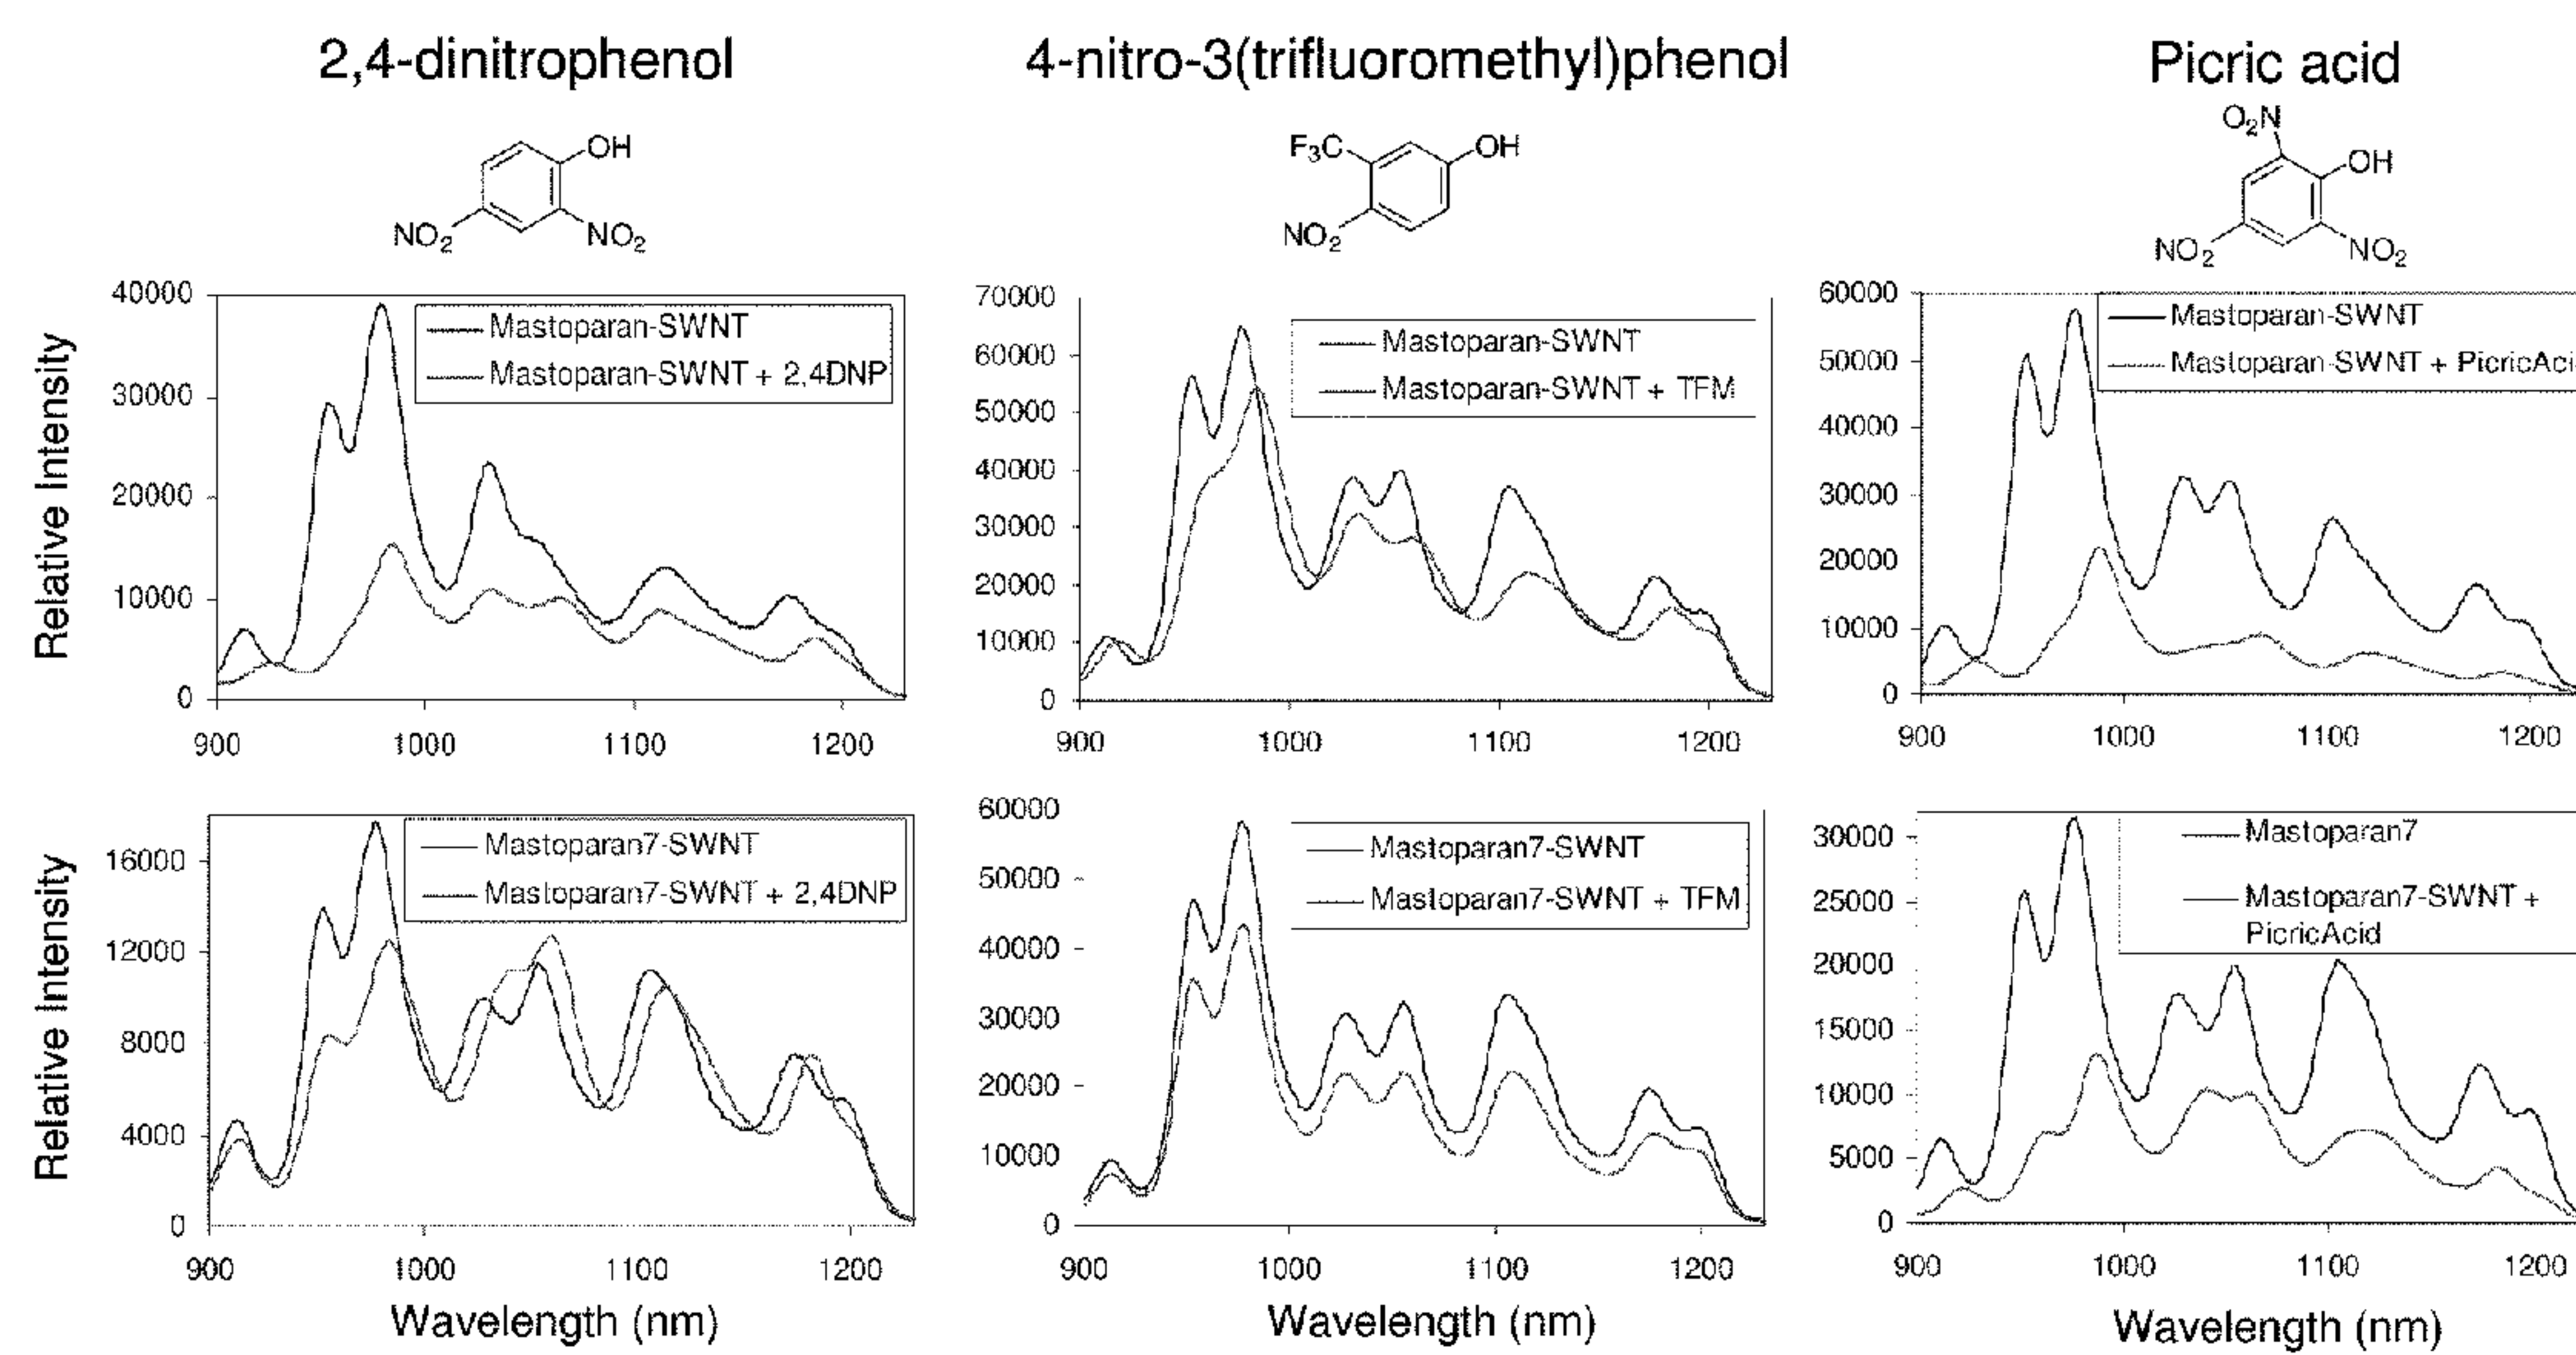 2,4-dinitrophenol
4-nitro-3(trifluoromethyl)phenol
Picric acid
OH
NO2
NO2
F3C
OH
NO2
O2N
OH
NO2
NO2
Relative Intensity
40000
30000
20000
10000
0
Mastoparan-SWNT
Mastoparan-SWNT + 2,4DNP
900
1000
1100
1200
70000
60000
50000
40000
30000
20000
10000
0
Mastoparan-SWNT
Mastoparan-SWNT + TFM
900
1000
1100
1200
60000
50000
40000
30000
20000
10000
0
Mastoparan-SWNT
Mastoparan-SWNT + PicricAci
900
1000
1100
1200
Relative Intensity
16000
12000
8000
4000
0
Mastoparan7-SWNT
Mastoparan7-SWNT + 2,4DNP
900
1000
1100
1200
Wavelength (nm)
60000
50000
40000
30000
20000
10000
0
Mastoparan7-SWNT
Mastoparan7-SWNT + TFM
900
1000
1100
1200
Wavelength (nm)
30000
25000
20000
15000
10000
5000
0
Mastoparan7
Mastoparan7-SWNT +
PicricAcid
900
1000
1100
1200
Wavelength (nm)